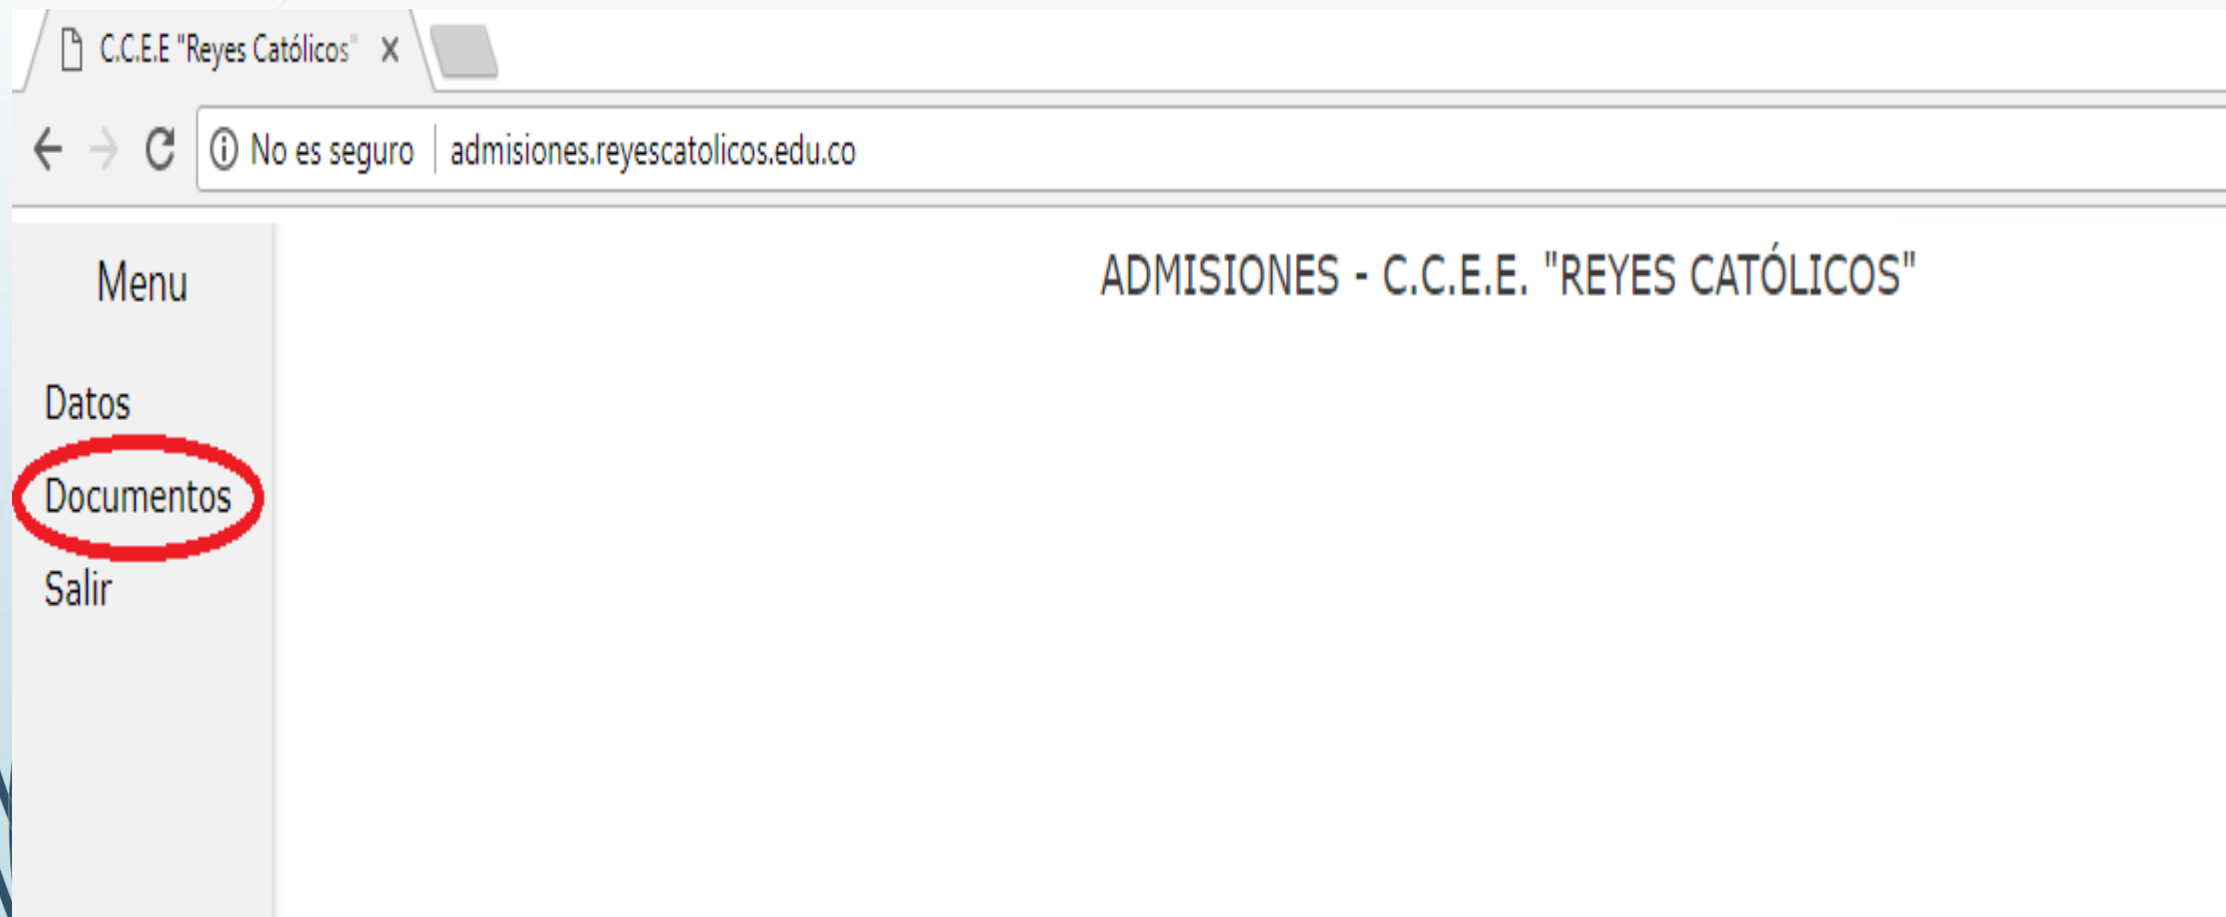 C.C.E.E "Reyes Católicos"
No es seguro admisiones.reyescatolicos.edu.co
Menu
ADMISIONES - C.C.E.E. "REYES CATÓLICOS"
Datos
Documentos
Salir